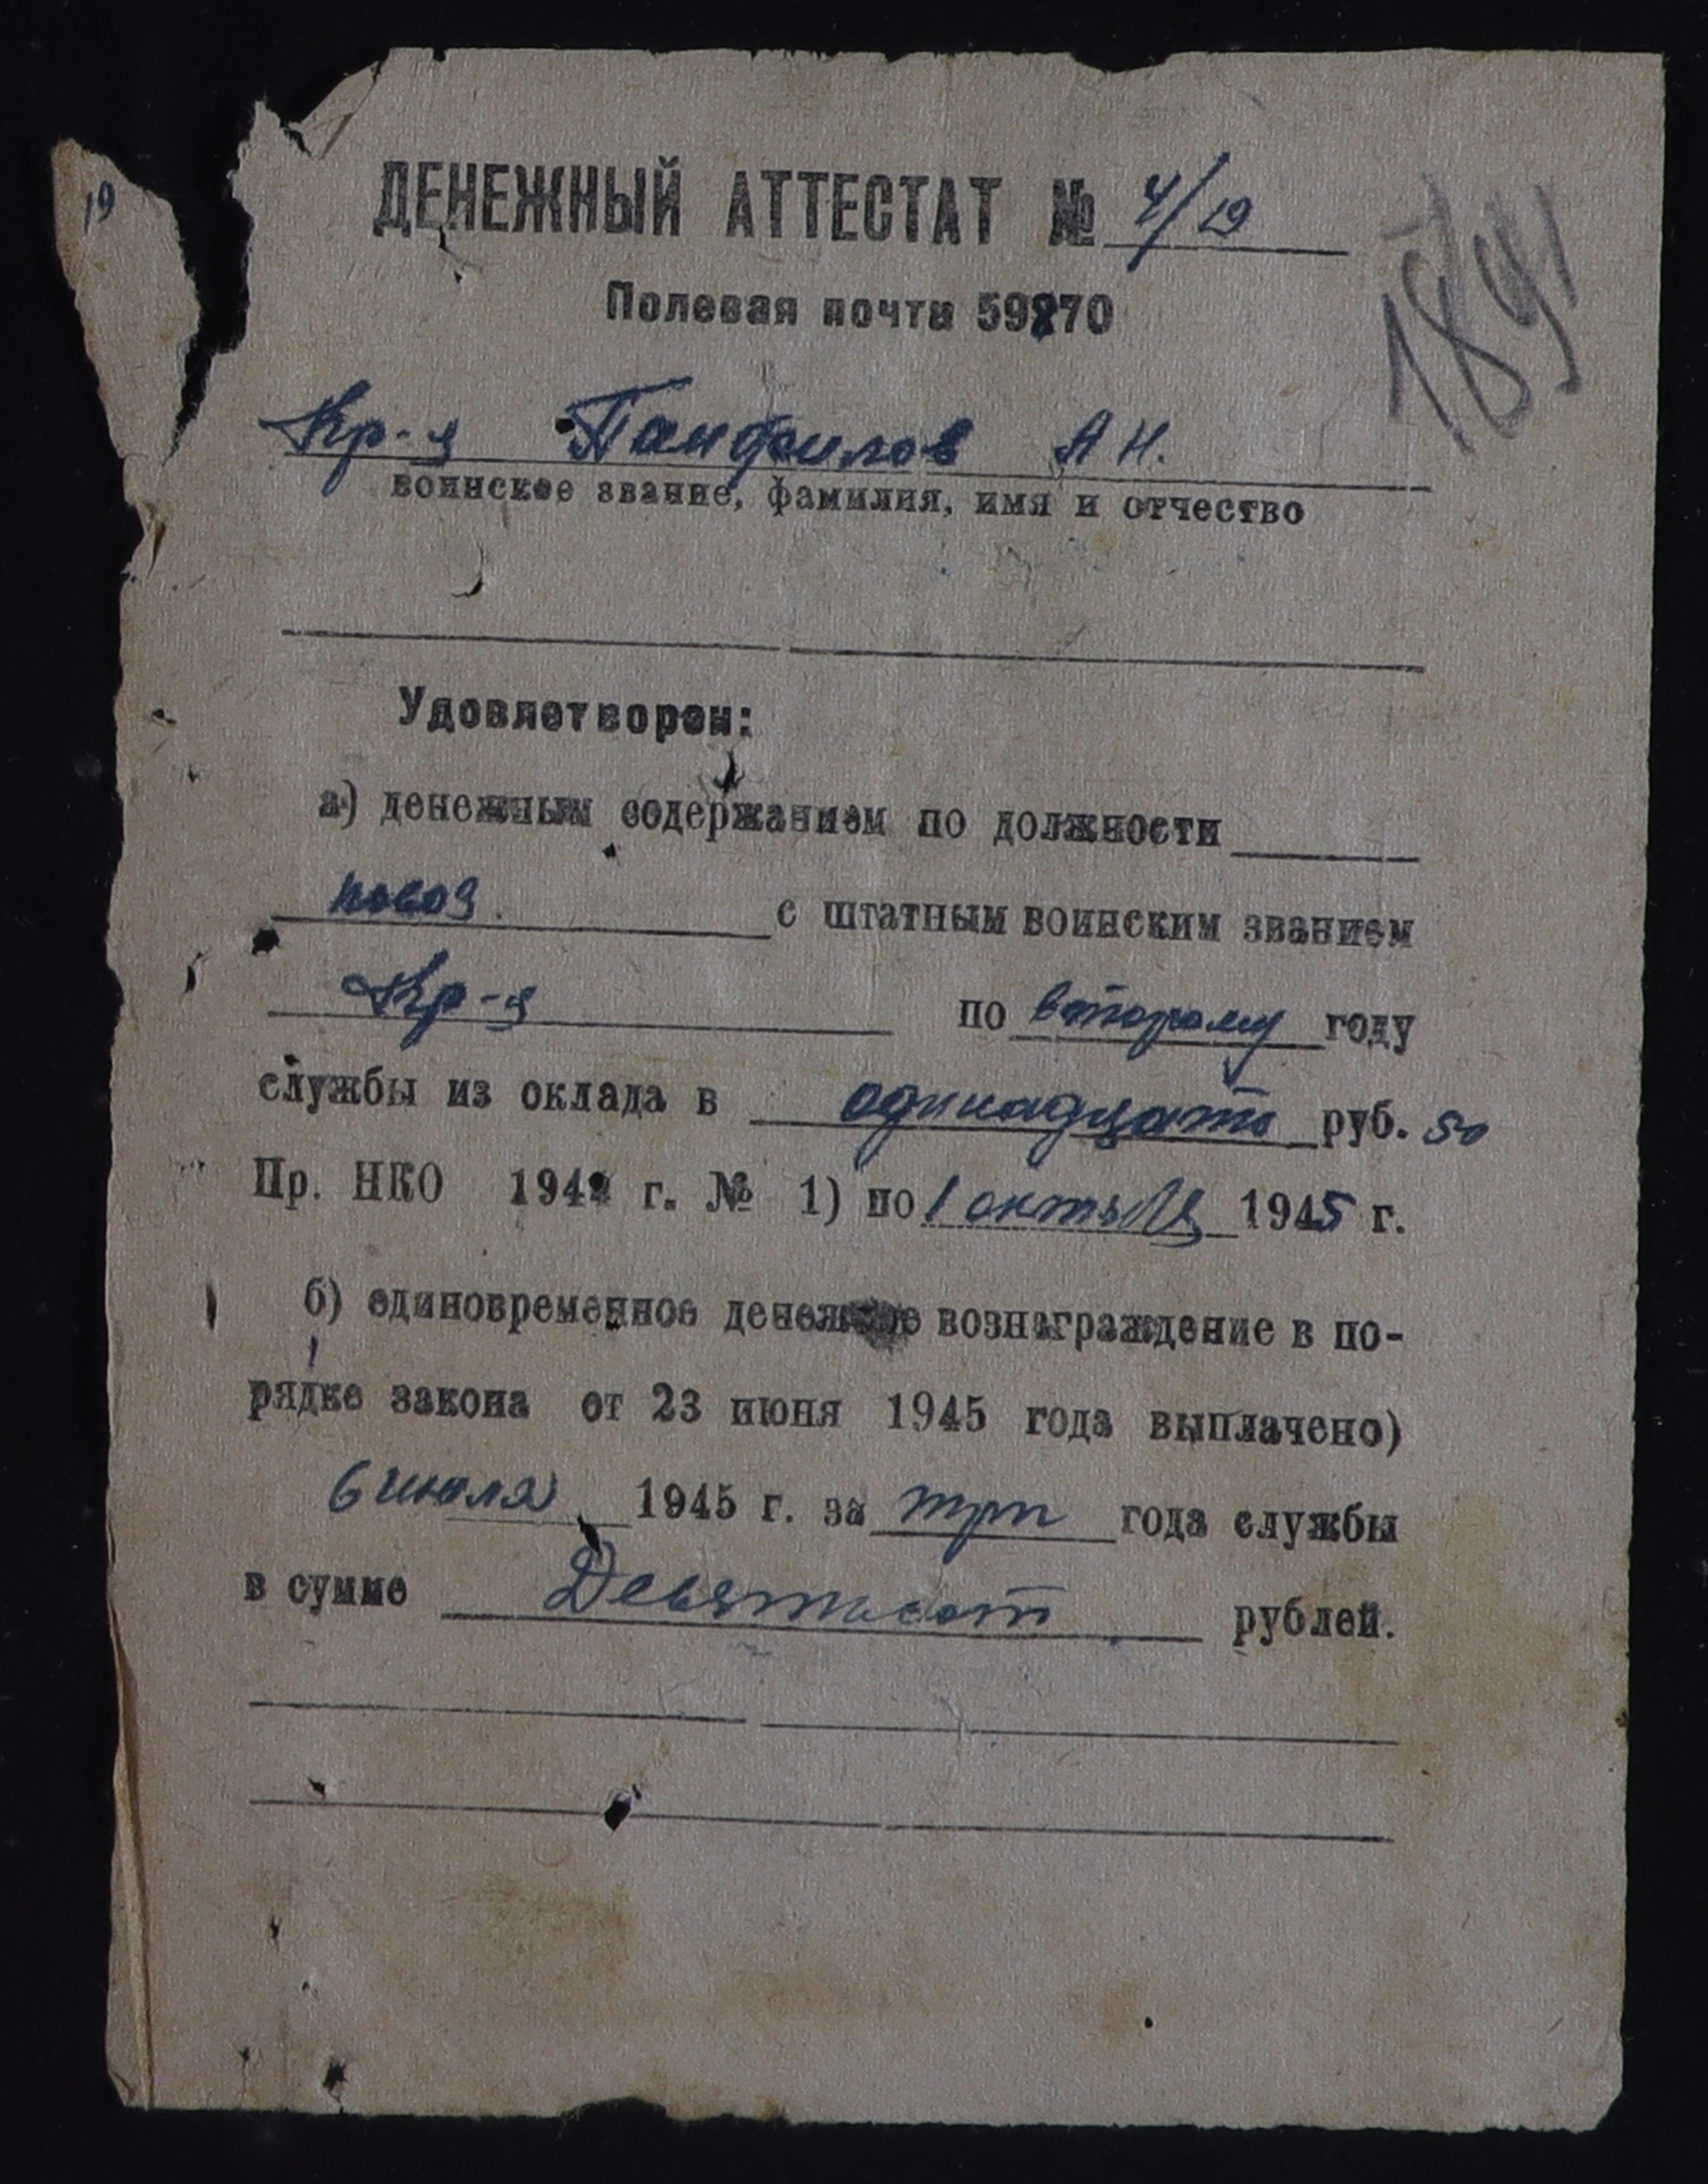 19
ДЕНЕЖНЫЙ АТТЕСТАТ № 4/19
1891
Полевая почта 59870
Кр-ц Панфилов А Н.
воинское звание, фамилия, имя и отчество
Удовлетворен:
а) денежным содержанием по должности
повоз. с штатным воинским званием
Кр-ц по второму году
службы из оклада в одинадцать руб. 50
Пр. НКО 1942 г. № 1) по 1 октября 1945 г.
б) единовременное денежное вознаграждение в по-
рядке закона от 23 июня 1945 года выплачено)
6 июля 1945 г. за три года службы
в сумме Девятьсот рублей.